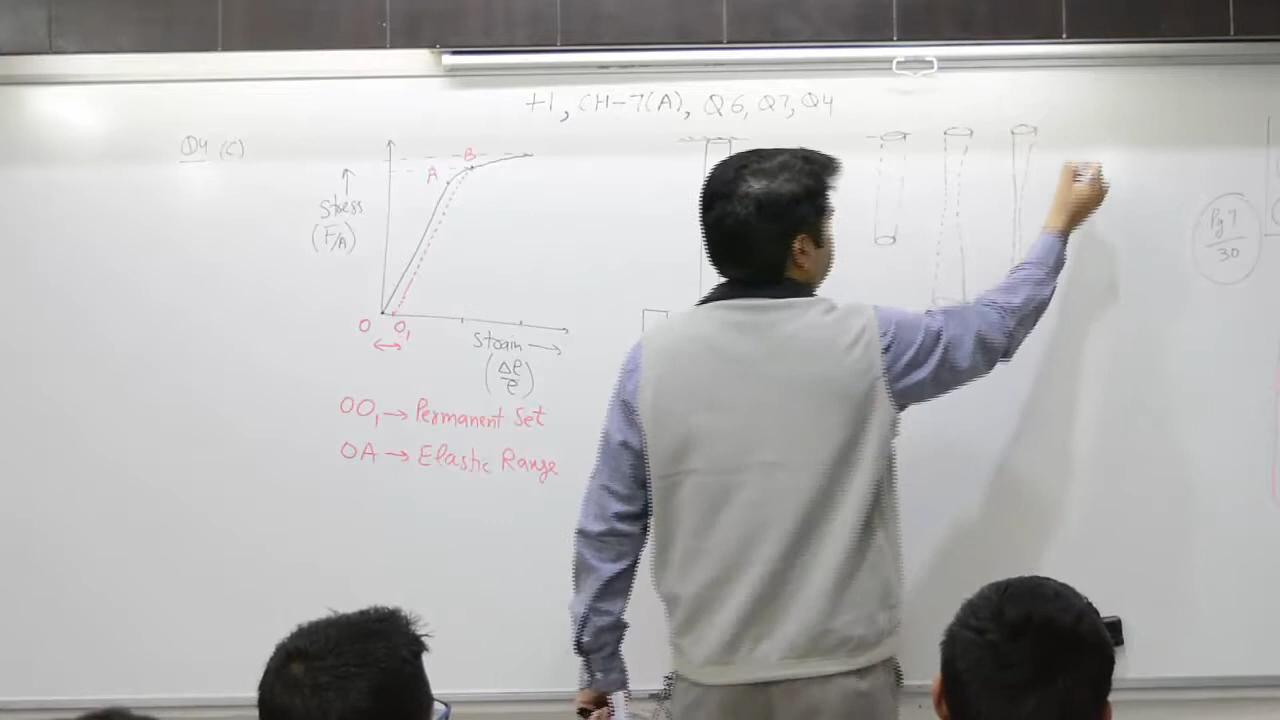 +1, CH-7(A), Q6, Q7, Q4
Q4 (C)
B
A
Stress
(F/A)
O O₁
Strain →
(Δl/l)
OO₁ → Permanent Set
OA → Elastic Range
Pg 7
30